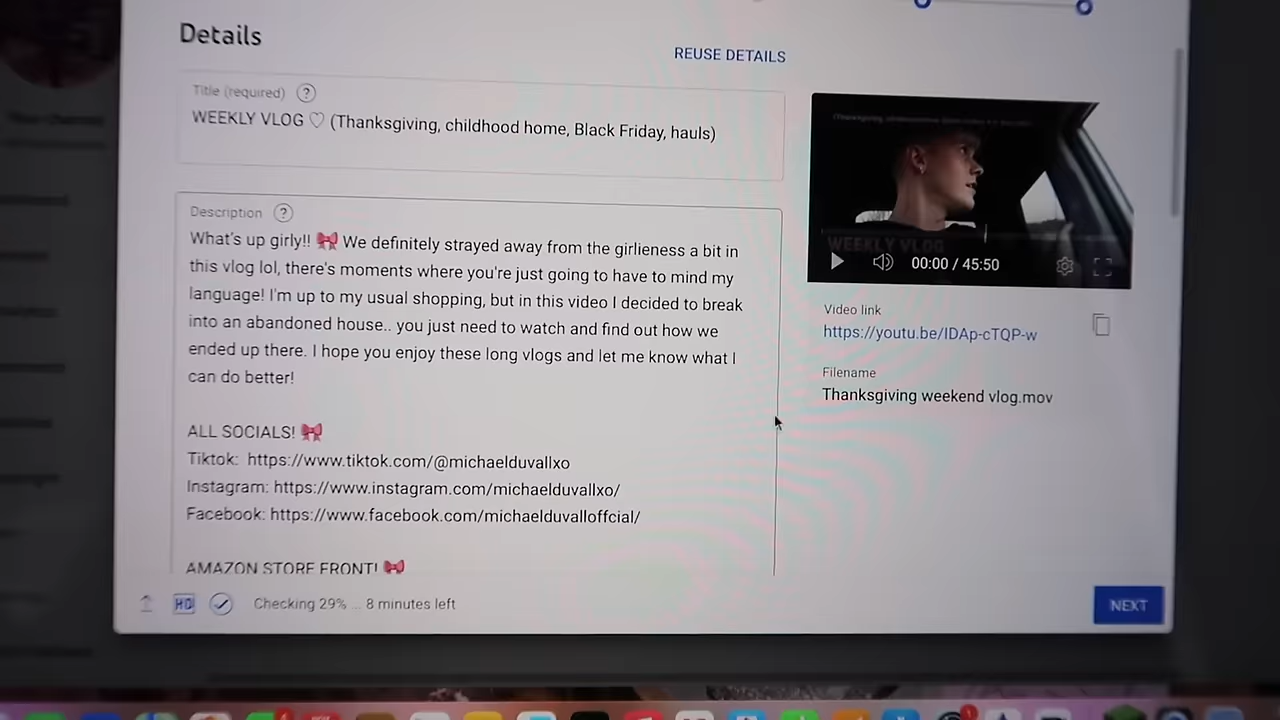 Details
REUSE DETAILS
Title (required) ?
WEEKLY VLOG ♡ (Thanksgiving, childhood home, Black Friday, hauls)
Description ?
What's up girly!! 🎀 We definitely strayed away from the girlieness a bit in
this vlog lol, there's moments where you're just going to have to mind my
language! I'm up to my usual shopping, but in this video I decided to break
into an abandoned house.. you just need to watch and find out how we
ended up there. I hope you enjoy these long vlogs and let me know what I
can do better!
ALL SOCIALS! 🎀
Tiktok:  https://www.tiktok.com/@michaelduvallxo
Instagram: https://www.instagram.com/michaelduvallxo/
Facebook: https://www.facebook.com/michaelduvalloffcial/
AMAZON STORE FRONT! 🎀
WEEKLY VLOG
00:00 / 45:50
Video link
https://youtu.be/IDAp-cTQP-w
Filename
Thanksgiving weekend vlog.mov
HD
Checking 29% ... 8 minutes left
NEXT